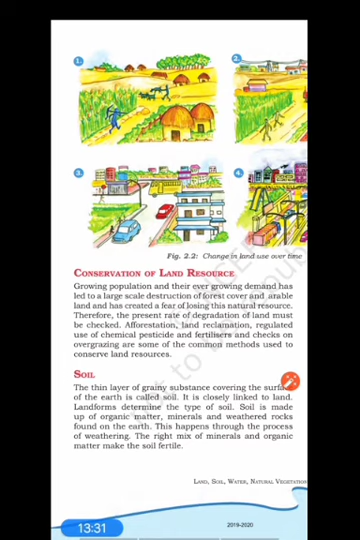 1.
2.
3.
4.
Fig. 2.2: Change in land use over time
CONSERVATION OF LAND RESOURCE
Growing population and their ever growing demand has
led to a large scale destruction of forest cover and arable
land and has created a fear of losing this natural resource.
Therefore, the present rate of degradation of land must
be checked. Afforestation, land reclamation, regulated
use of chemical pesticide and fertilisers and checks on
overgrazing are some of the common methods used to
conserve land resources.
SOIL
The thin layer of grainy substance covering the surface
of the earth is called soil. It is closely linked to land.
Landforms determine the type of soil. Soil is made
up of organic matter, minerals and weathered rocks
found on the earth. This happens through the process
of weathering. The right mix of minerals and organic
matter make the soil fertile.
LAND, SOIL, WATER, NATURAL VEGETATION
13:31
2019-2020